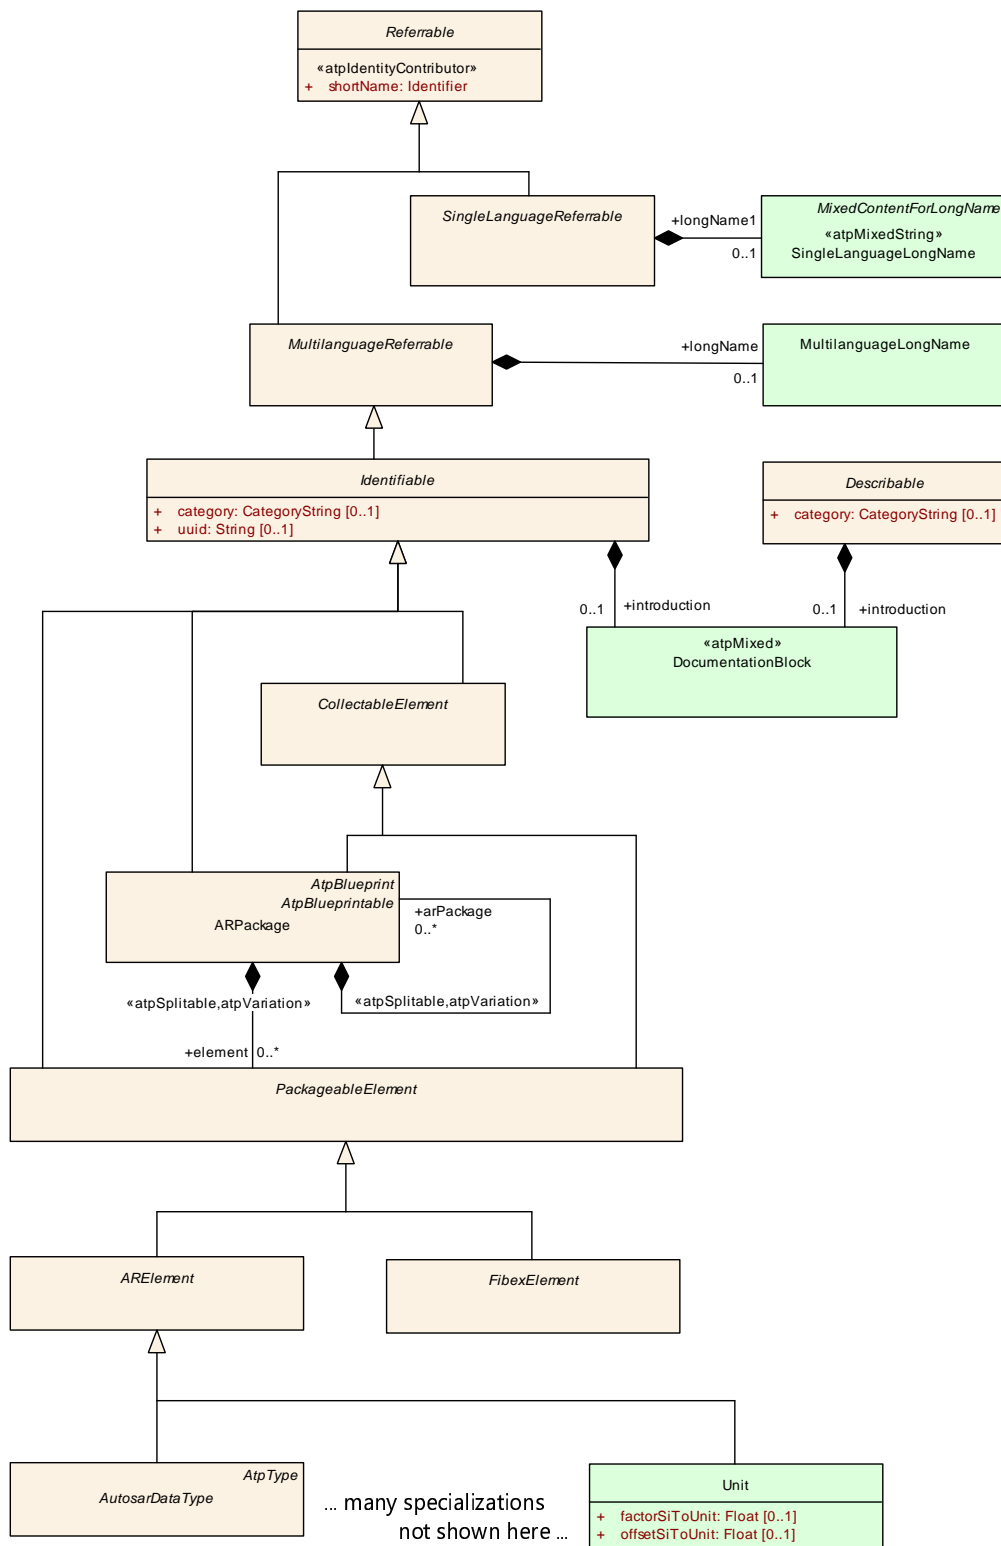 Referrable
«atpIdentityContributor»
+ shortName: Identifier
SingleLanguageReferrable
+longName1
0..1
MixedContentForLongName
«atpMixedString»
SingleLanguageLongName
MultilanguageReferrable
+longName
0..1
MultilanguageLongName
Identifiable
+ category: CategoryString [0..1]
+ uuid: String [0..1]
Describable
+ category: CategoryString [0..1]
0..1 +introduction
0..1 +introduction
«atpMixed»
DocumentationBlock
CollectableElement
AtpBlueprint
AtpBlueprintable
ARPackage
+arPackage
0..*
«atpSplitable,atpVariation»
«atpSplitable,atpVariation»
+element 0..*
PackageableElement
ARElement
FibexElement
AtpType
AutosarDataType
... many specializations
not shown here ...
Unit
+ factorSiToUnit: Float [0..1]
+ offsetSiToUnit: Float [0..1]